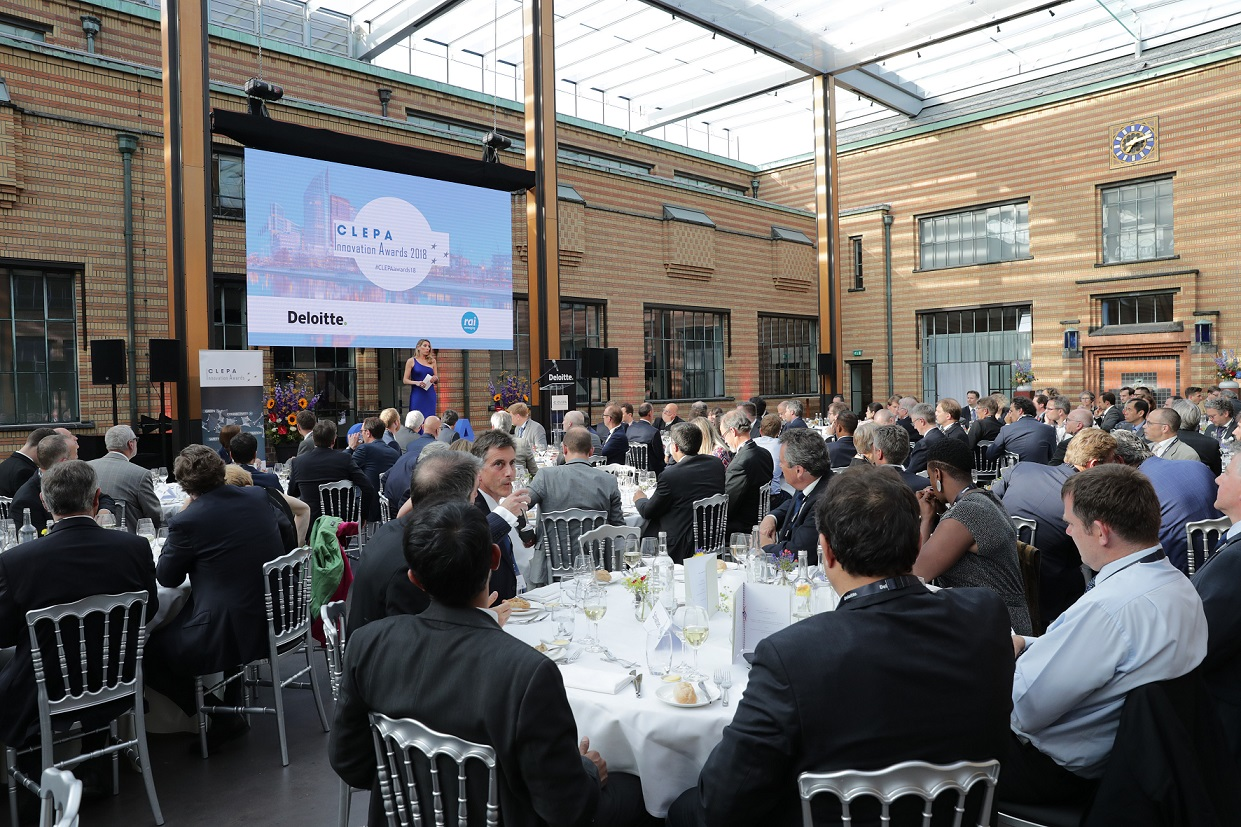 CLEPA
Innovation Awards 2018
#CLEPAawards18
Deloitte.
rai
CLEPA
Innovation Awards
Deloitte.